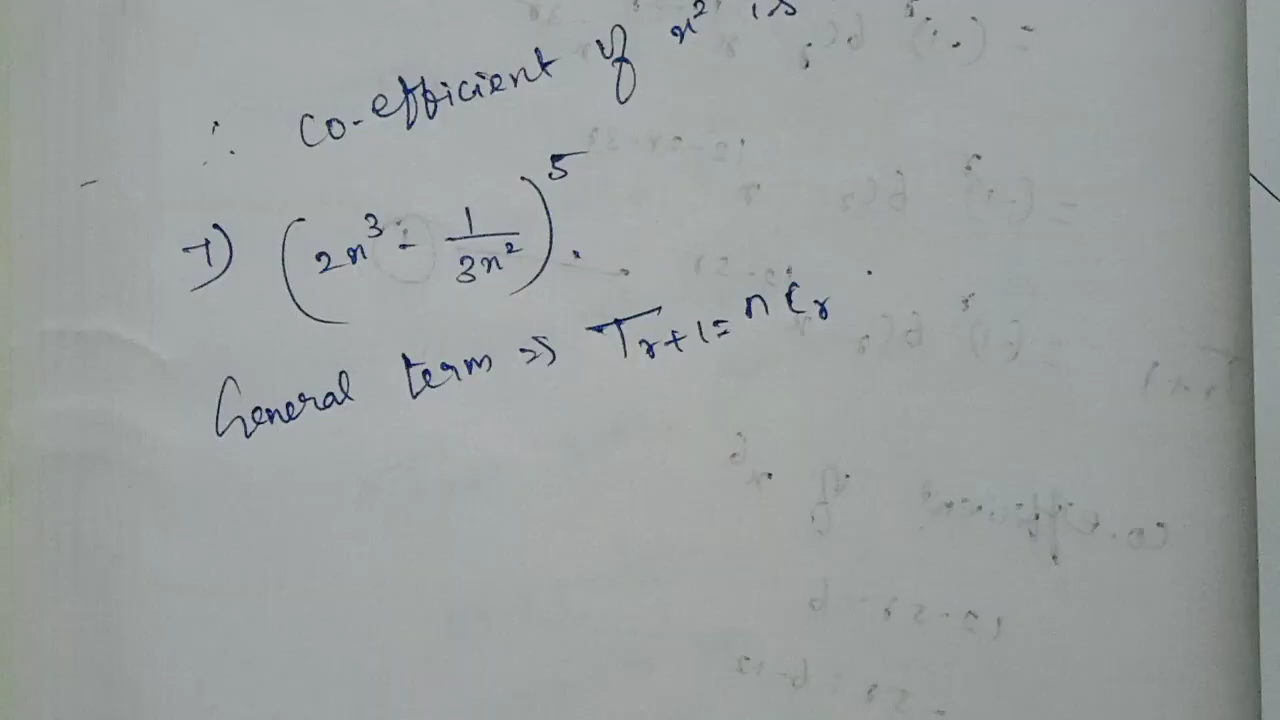 ∴ co-efficient of x² is
7) (2x³ - 1/3x²)⁵.
General term => Tr+1 = nCr